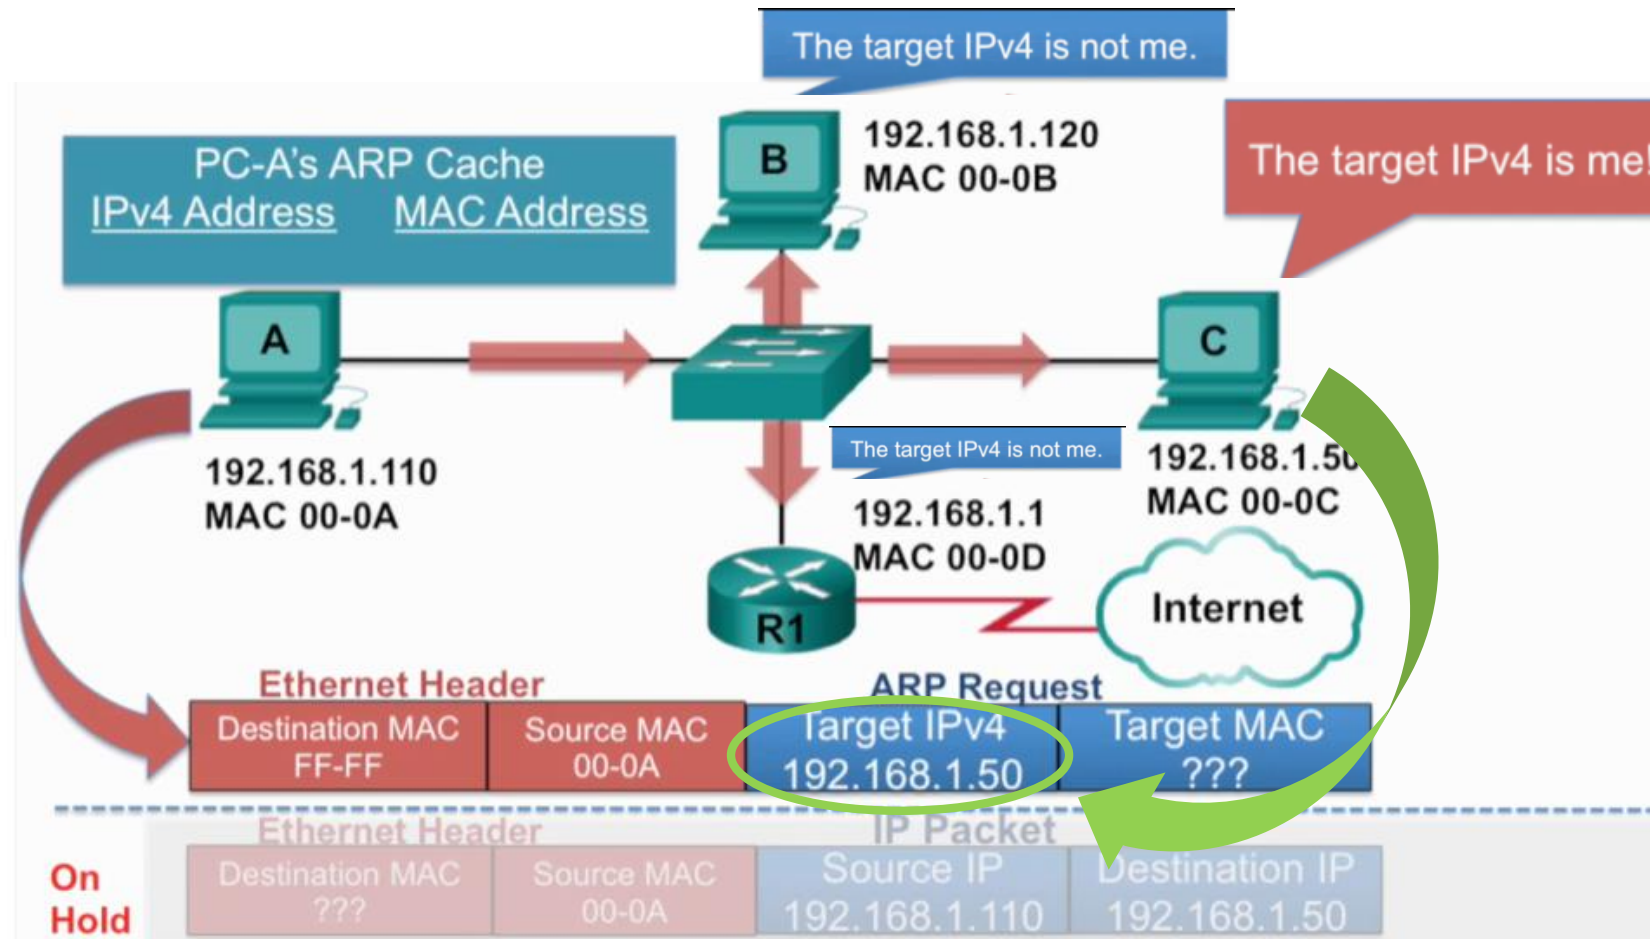 The target IPv4 is not me.
The target IPv4 is me!
PC-A's ARP Cache
IPv4 Address MAC Address
B
192.168.1.120
MAC 00-0B
A
192.168.1.110
MAC 00-0A
C
192.168.1.50
MAC 00-0C
The target IPv4 is not me.
192.168.1.1
MAC 00-0D
R1
Internet
Ethernet Header ARP Request
Destination MAC Source MAC Target IPv4 Target MAC
FF-FF 00-0A 192.168.1.50 ???
Ethernet Header IP Packet
On
Hold
Destination MAC Source MAC Source IP Destination IP
??? 00-0A 192.168.1.110 192.168.1.50